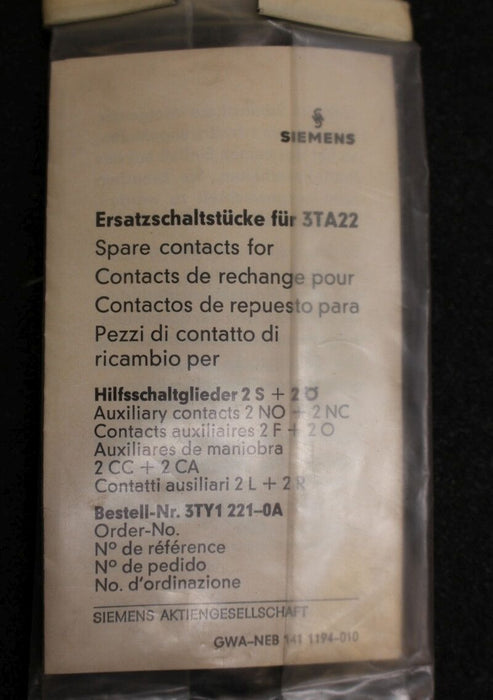 SIEMENS
Ersatzschaltstücke für 3TA22
Spare contacts for
Contacts de rechange pour
Contactos de repuesto para
Pezzi di contatto di
ricambio per
Hilfsschaltglieder 2 S + 2 Ö
Auxiliary contacts 2 NO + 2 NC
Contacts auxiliaires 2 F + 2 O
Auxiliares de maniobra
2 CC + 2 CA
Contatti ausiliari 2 L + 2 R
Bestell-Nr. 3TY1 221-0A
Order-No.
Nº de référence
Nº de pedido
No. d'ordinazione
SIEMENS AKTIENGESELLSCHAFT
GWA-NEB 141 1194-010